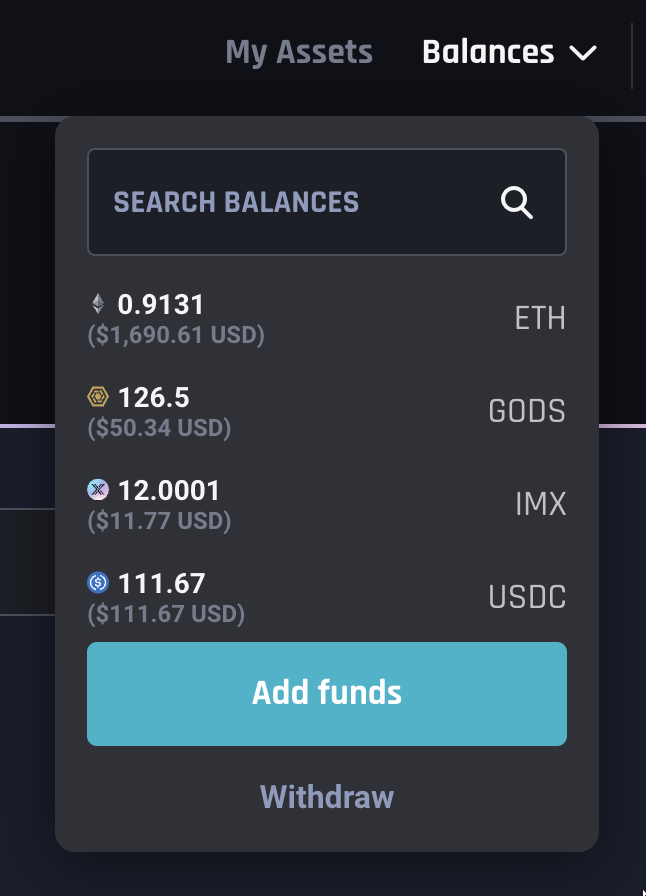 My Assets Balances
SEARCH BALANCES
0.9131 ETH
($1,690.61 USD)
126.5 GODS
($50.34 USD)
12.0001 IMX
($11.77 USD)
111.67 USDC
($111.67 USD)
Add funds
Withdraw